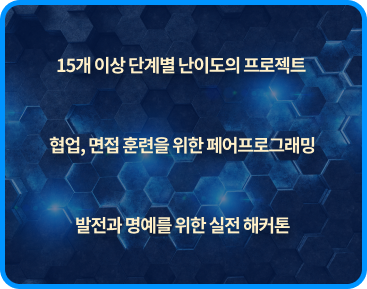 15개 이상 단계별 난이도의 프로젝트
협업, 면접 훈련을 위한 페어프로그래밍
발전과 명예를 위한 실전 해커톤